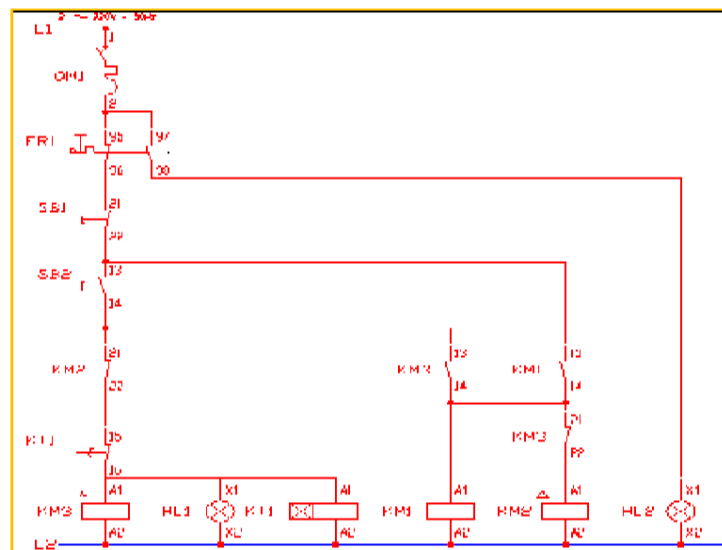 L1
QM1
2
FR1 95 97
96 98
SB1 21
22
SB2 13
14
21 13 13
KM2 KM3 KM1
22 14 14
21
KM3
22
KT1 15
16
A1 X1 A1 A1 A1 X1
KM3 HL1 KT1 KM1 KM2 HL2
A2 X2 A2 A2 A2 X2
L2